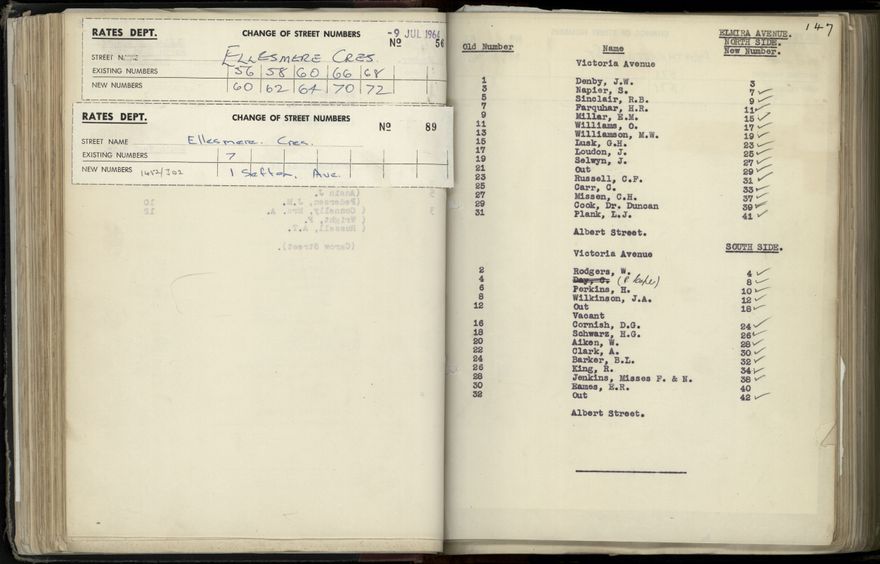 RATES DEPT. CHANGE OF STREET NUMBERS -9 JUL 1964
Nº 56
STREET ELLESMERE CRES.
EXISTING NUMBERS 56 58 60 66 68
NEW NUMBERS 60 62 64 70 72
RATES DEPT. CHANGE OF STREET NUMBERS
Nº 89
STREET NAME Ellesmere. Cres.
EXISTING NUMBERS 7
NEW NUMBERS 1 Sefton. Ave.
147
ELMIRA AVENUE.
NORTH SIDE.
Old Number Name New Number.
Victoria Avenue
1 Denby, J.W. 3
3 Napier, S. 7
5 Sinclair, R.B. 9
7 Farquhar, H.R. 11
9 Millar, E.M. 15
11 Williams, O. 17
13 Williamson, M.W. 19
15 Lusk, G.H. 23
17 Loudon, J. 25
19 Selwyn, J. 27
21 Out 29
23 Russell, C.F. 31
25 Carr, C. 33
27 Missen, C.H. 37
29 Cook, Dr. Duncan 39
31 Plank, L.J. 41
Albert Street.
SOUTH SIDE.
Victoria Avenue
2 Rodgers, W. 4
4 Day, C. 8
6 Perkins, H. 10
8 Wilkinson, J.A. 12
12 Out 18
Vacant
16 Cornish, D.G. 24
18 Schwarz, H.G. 26
20 Aiken, W. 28
22 Clark, A. 30
24 Barker, B.L. 32
26 King, R. 34
28 Jenkins, Misses F. & N. 38
30 Eames, E.R. 40
32 Out 42
Albert Street.